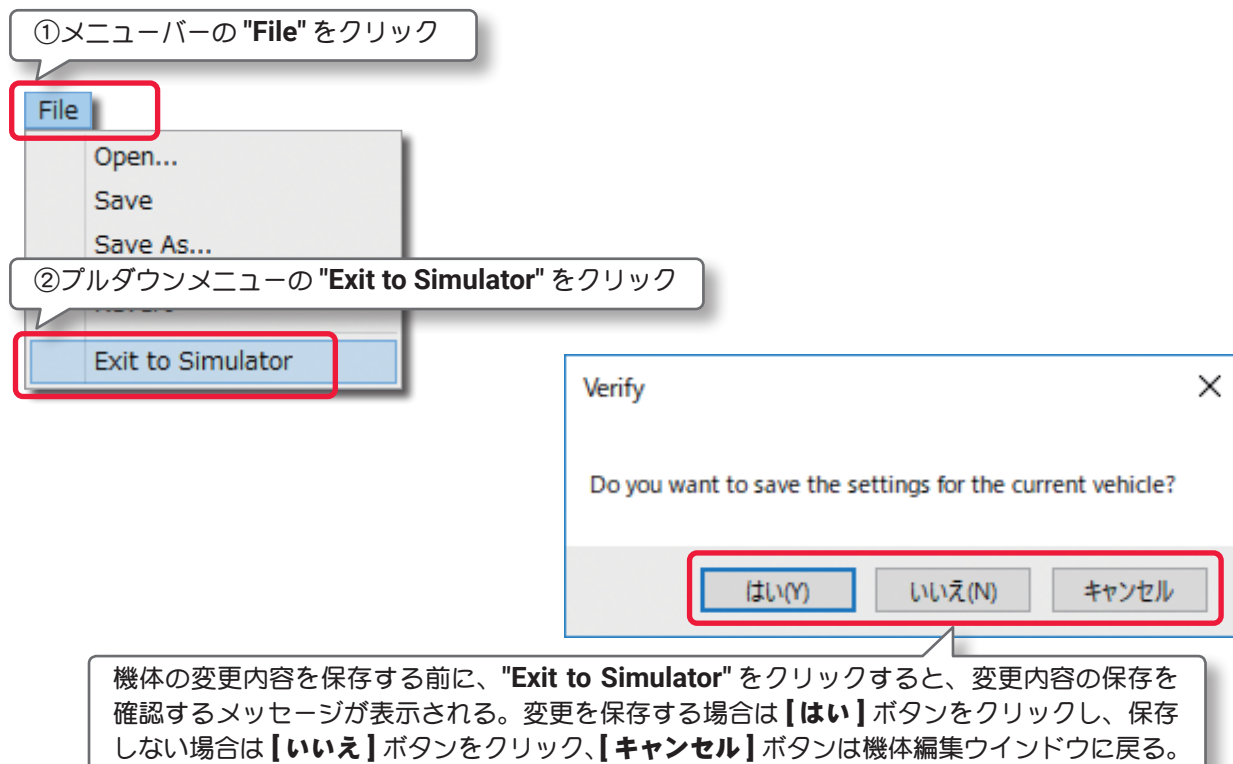 ①メニューバーの "File" をクリック
File
Open...
Save
Save As...
②プルダウンメニューの "Exit to Simulator" をクリック
Exit to Simulator
Verify
Do you want to save the settings for the current vehicle?
はい(Y) いいえ(N) キャンセル
機体の変更内容を保存する前に、"Exit to Simulator" をクリックすると、変更内容の保存を
確認するメッセージが表示される。変更を保存する場合は [ はい ] ボタンをクリックし、保存
しない場合は [ いいえ ] ボタンをクリック、[ キャンセル ] ボタンは機体編集ウインドウに戻る。